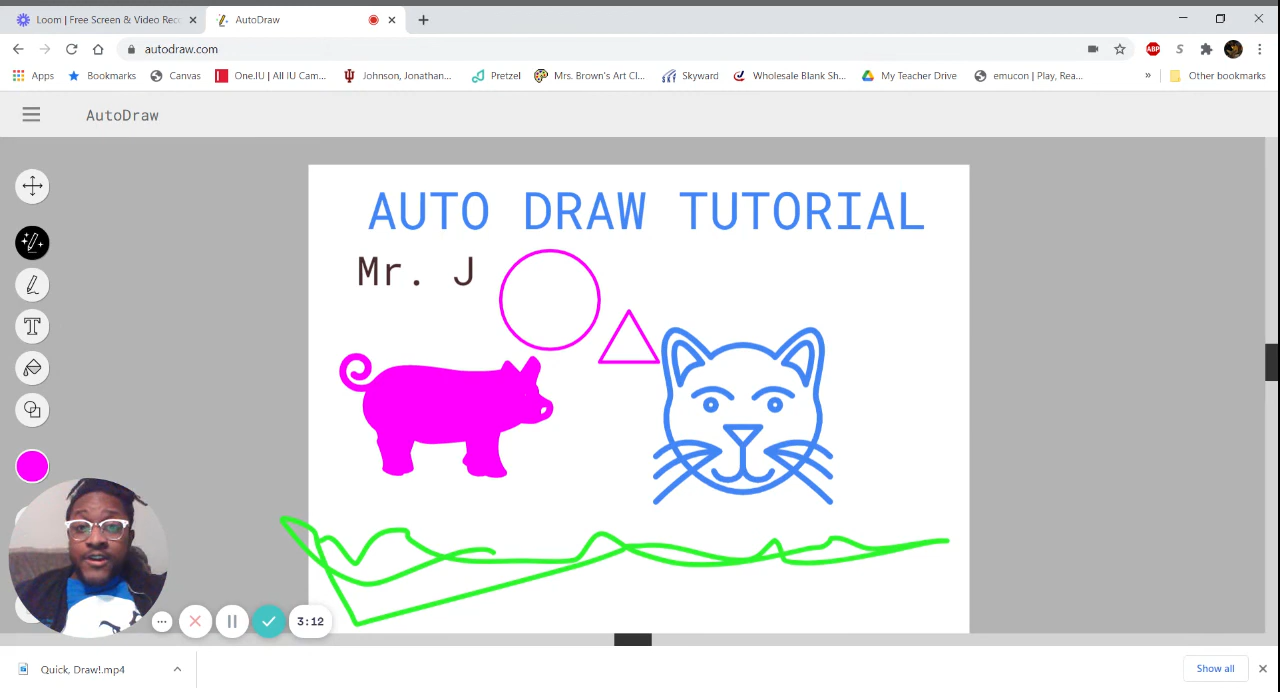 Loom | Free Screen & Video Rec
AutoDraw
autodraw.com
ABP
S
Apps
Bookmarks
Canvas
One.IU | All IU Cam...
Johnson, Jonathan...
Pretzel
Mrs. Brown's Art Cl...
Skyward
Wholesale Blank Sh...
My Teacher Drive
emucon | Play, Rea...
»
Other bookmarks
AutoDraw
AUTO DRAW TUTORIAL
Mr. J
T
3:12
Quick, Draw!.mp4
Show all